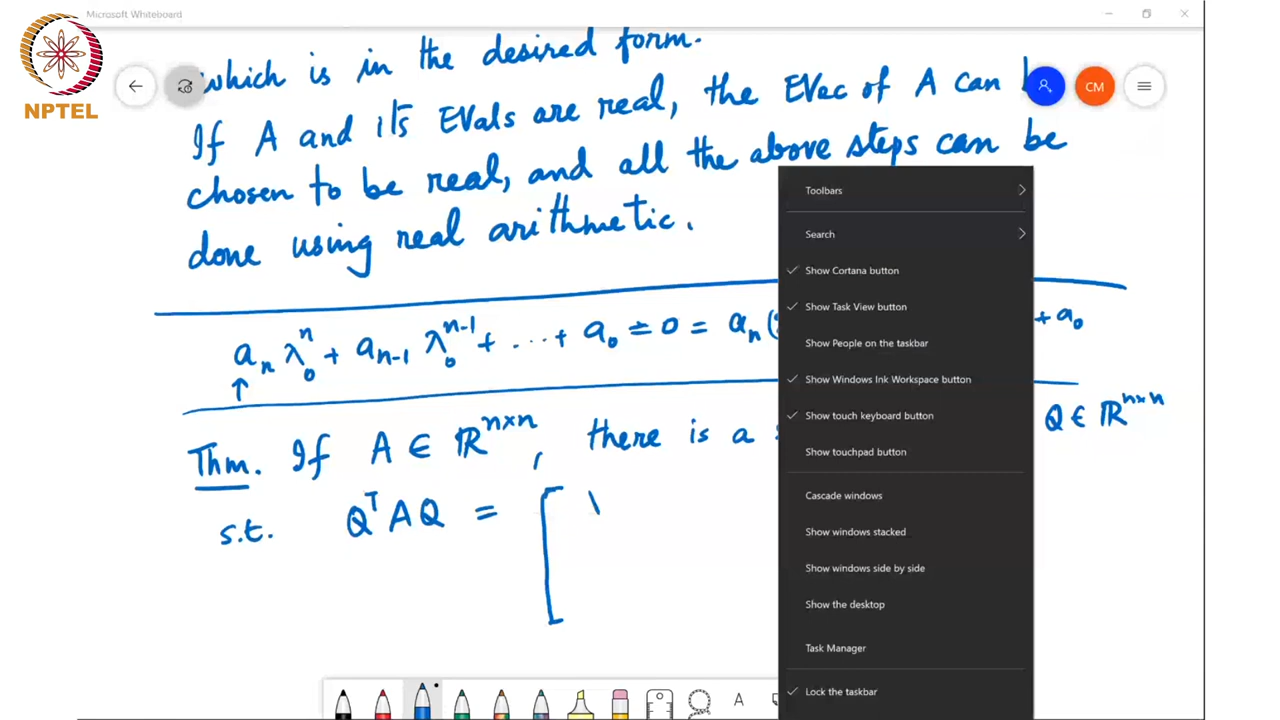 Microsoft Whiteboard
NPTEL
CM
which is in the desired form.
If A and its EVals are real, the EVec of A can
chosen to be real, and all the above steps can be
done using real arithmetic.
aₙ λ₀ⁿ + aₙ₋₁ λ₀ⁿ⁻¹ + ... + a₀ = 0 = aₙ ( + a₀
Thm. If A ∈ ℝⁿˣⁿ, there is a Q ∈ ℝⁿˣⁿ
s.t. QᵀAQ = [
Toolbars
Search
Show Cortana button
Show Task View button
Show People on the taskbar
Show Windows Ink Workspace button
Show touch keyboard button
Show touchpad button
Cascade windows
Show windows stacked
Show windows side by side
Show the desktop
Task Manager
Lock the taskbar
A